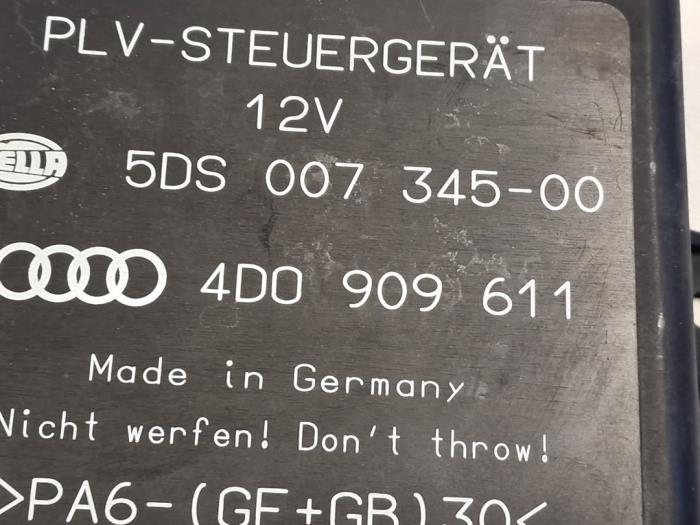 PLV-STEUERGERÄT
12V
ELLA 5DS 007 345-00
4D0 909 611
Made in Germany
Nicht werfen! Don't throw!
>PA6-(GF+GB)30<